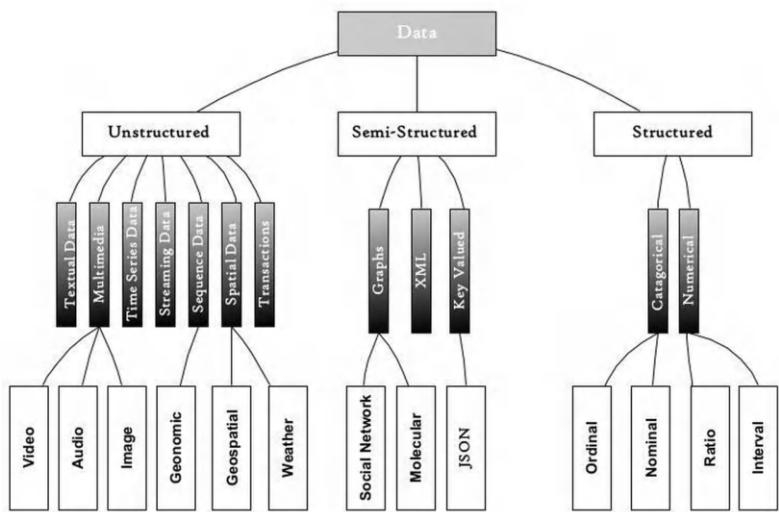 Data
Unstructured
Semi-Structured
Structured
Textual Data
Multimedia
Time Series Data
Streaming Data
Sequence Data
Spatial Data
Transactions
Graphs
XML
Key Valued
Catagorical
Numerical
Video
Audio
Image
Geonomic
Geospatial
Weather
Social Network
Molecular
JSON
Ordinal
Nominal
Ratio
Interval